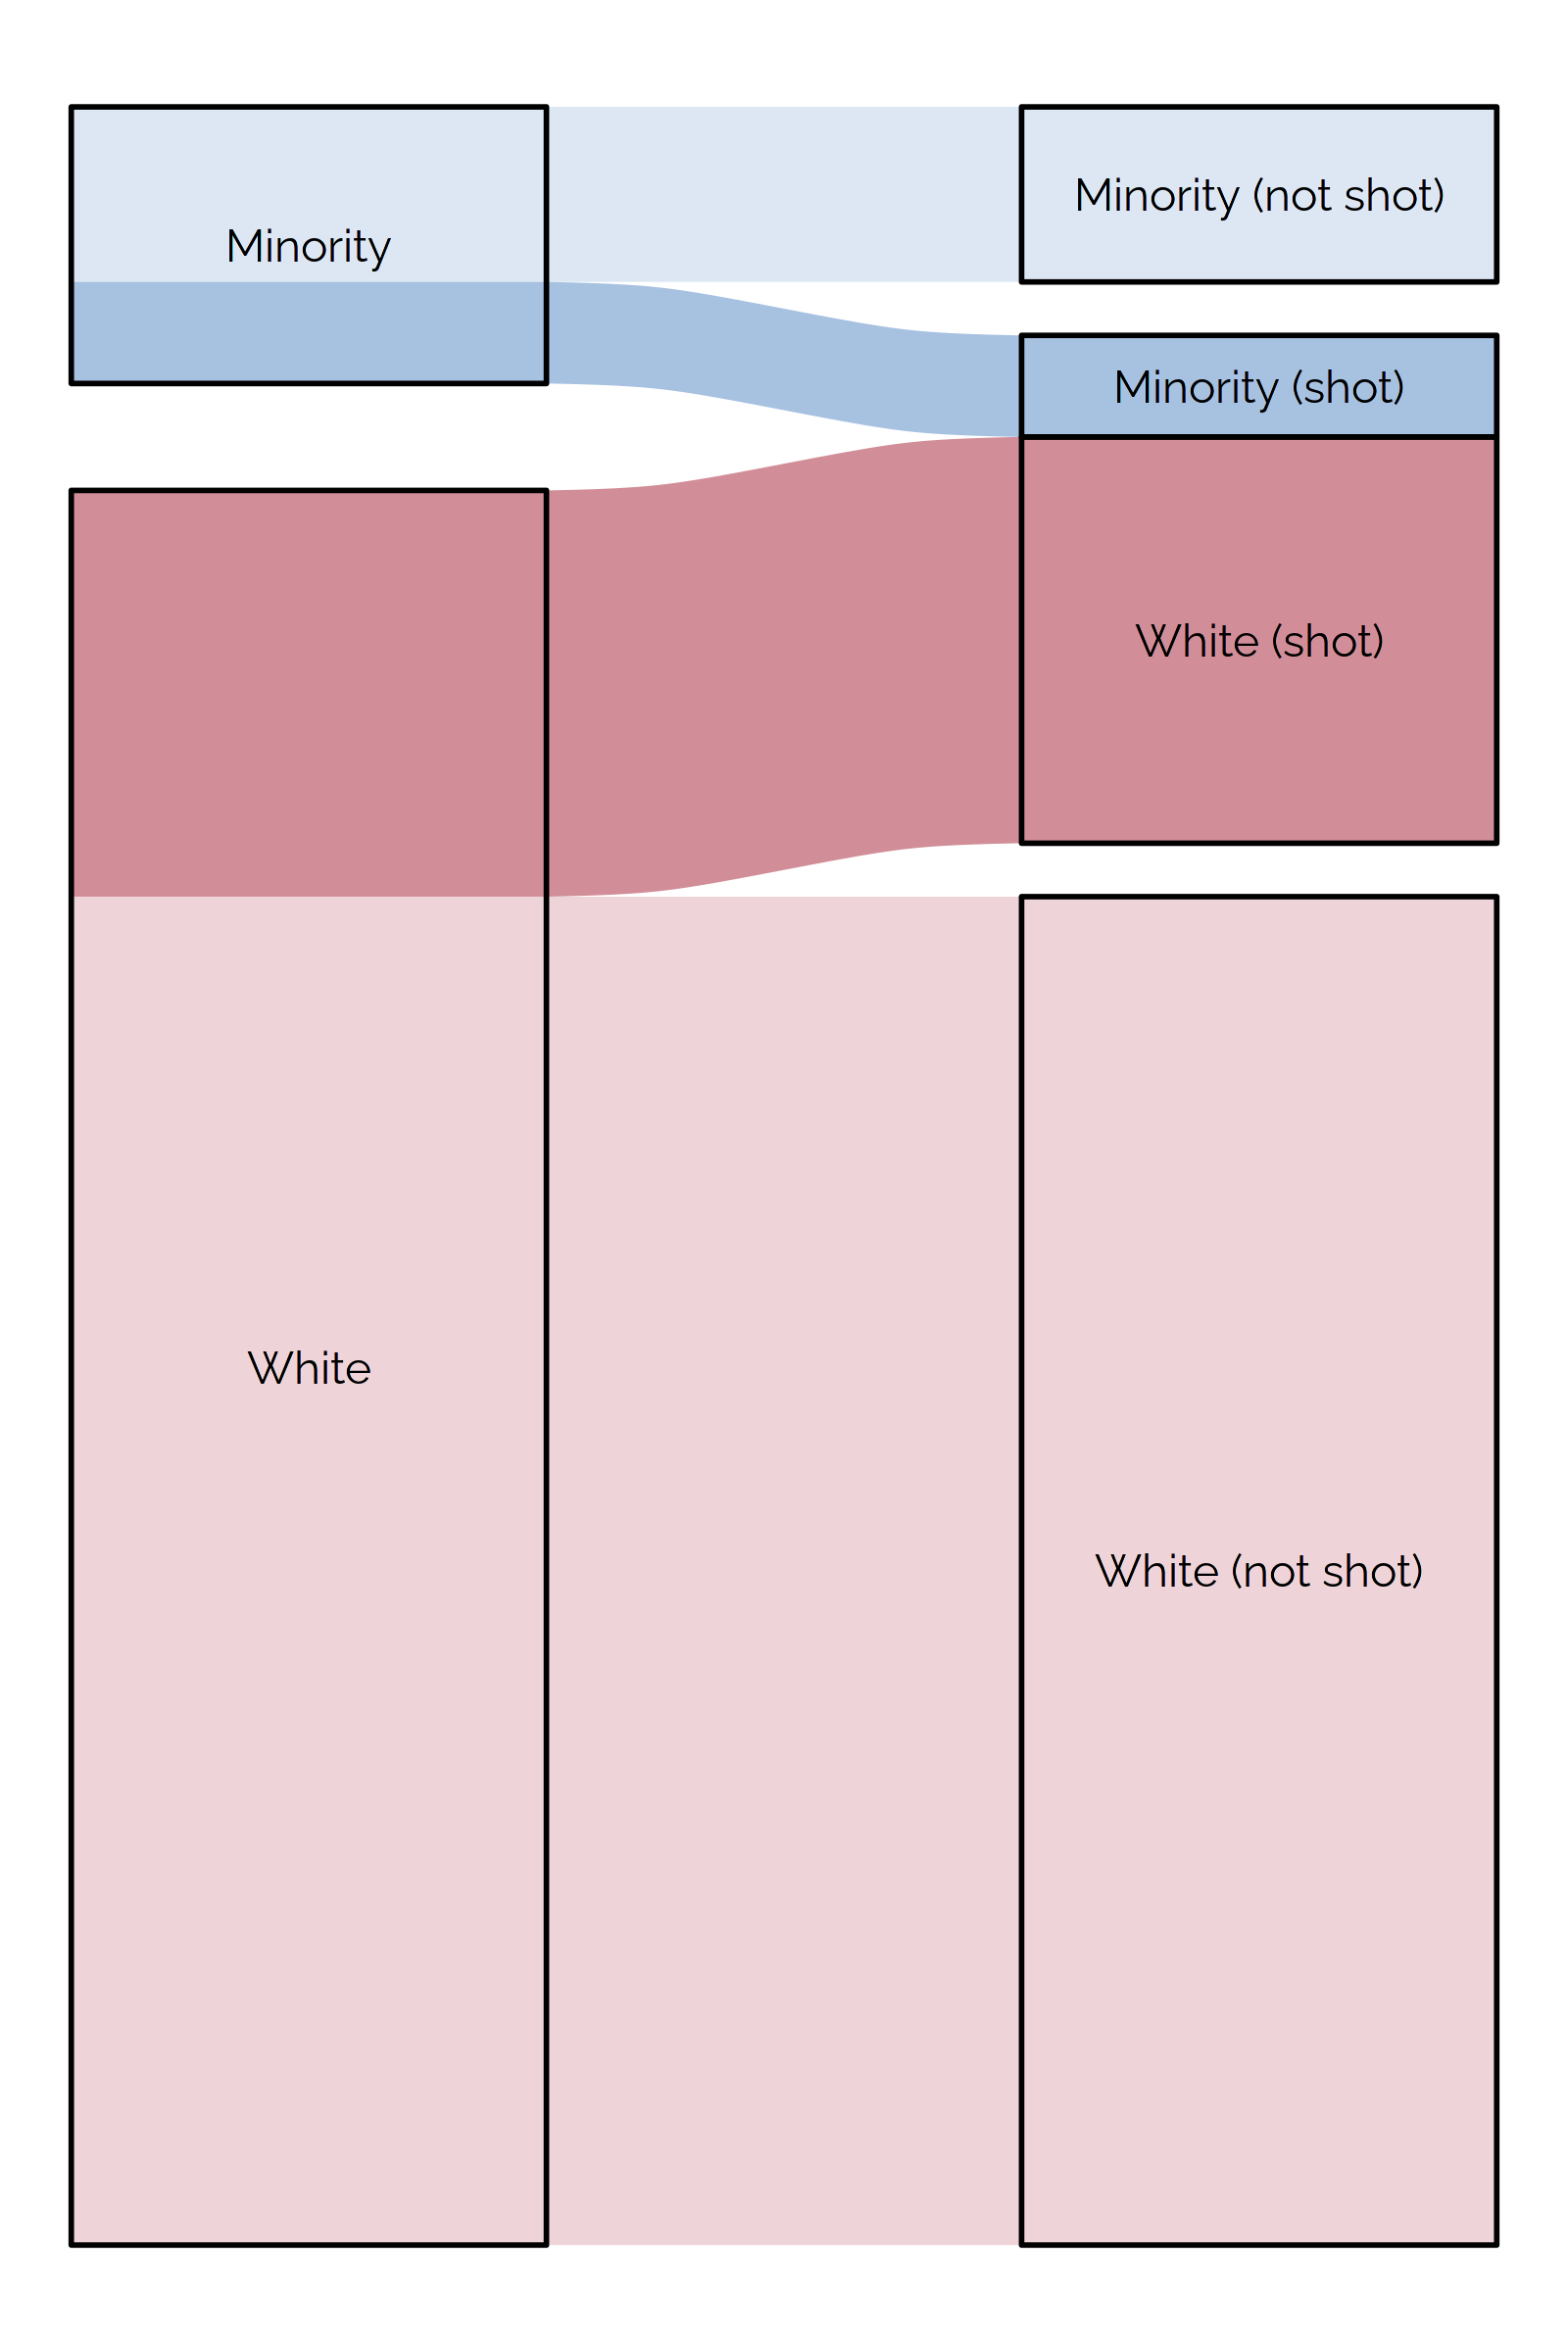 Minority
White
Minority (not shot)
Minority (shot)
White (shot)
White (not shot)